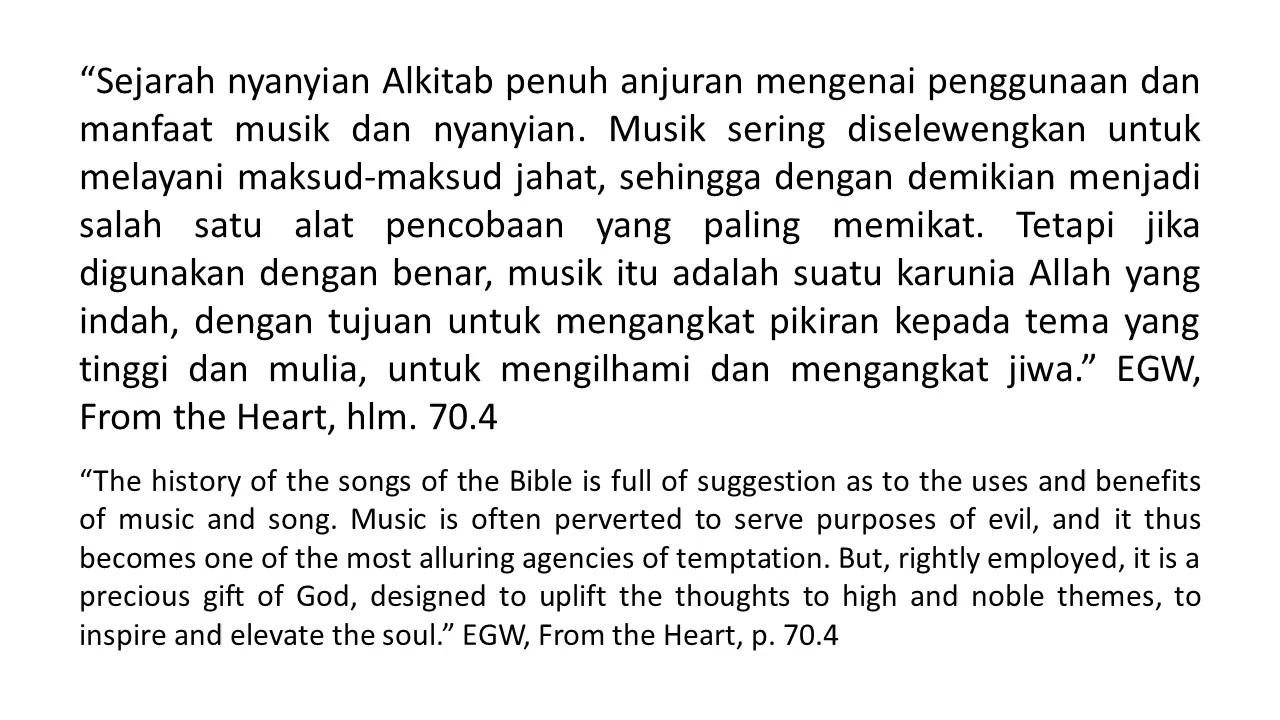 “Sejarah nyanyian Alkitab penuh anjuran mengenai penggunaan dan
manfaat musik dan nyanyian. Musik sering diselewengkan untuk
melayani maksud-maksud jahat, sehingga dengan demikian menjadi
salah satu alat pencobaan yang paling memikat. Tetapi jika
digunakan dengan benar, musik itu adalah suatu karunia Allah yang
indah, dengan tujuan untuk mengangkat pikiran kepada tema yang
tinggi dan mulia, untuk mengilhami dan mengangkat jiwa.” EGW,
From the Heart, hlm. 70.4
“The history of the songs of the Bible is full of suggestion as to the uses and benefits
of music and song. Music is often perverted to serve purposes of evil, and it thus
becomes one of the most alluring agencies of temptation. But, rightly employed, it is a
precious gift of God, designed to uplift the thoughts to high and noble themes, to
inspire and elevate the soul.” EGW, From the Heart, p. 70.4